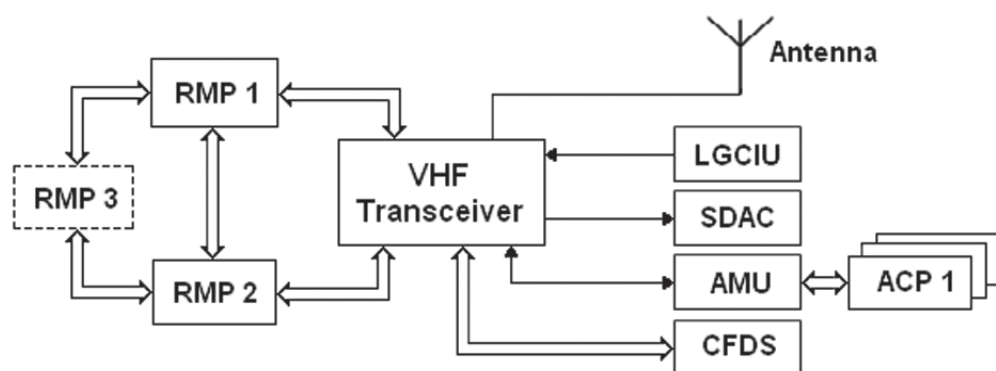 Antenna
RMP 1
LGCIU
VHF
Transceiver
RMP 3
SDAC
RMP 2
AMU
ACP 1
CFDS